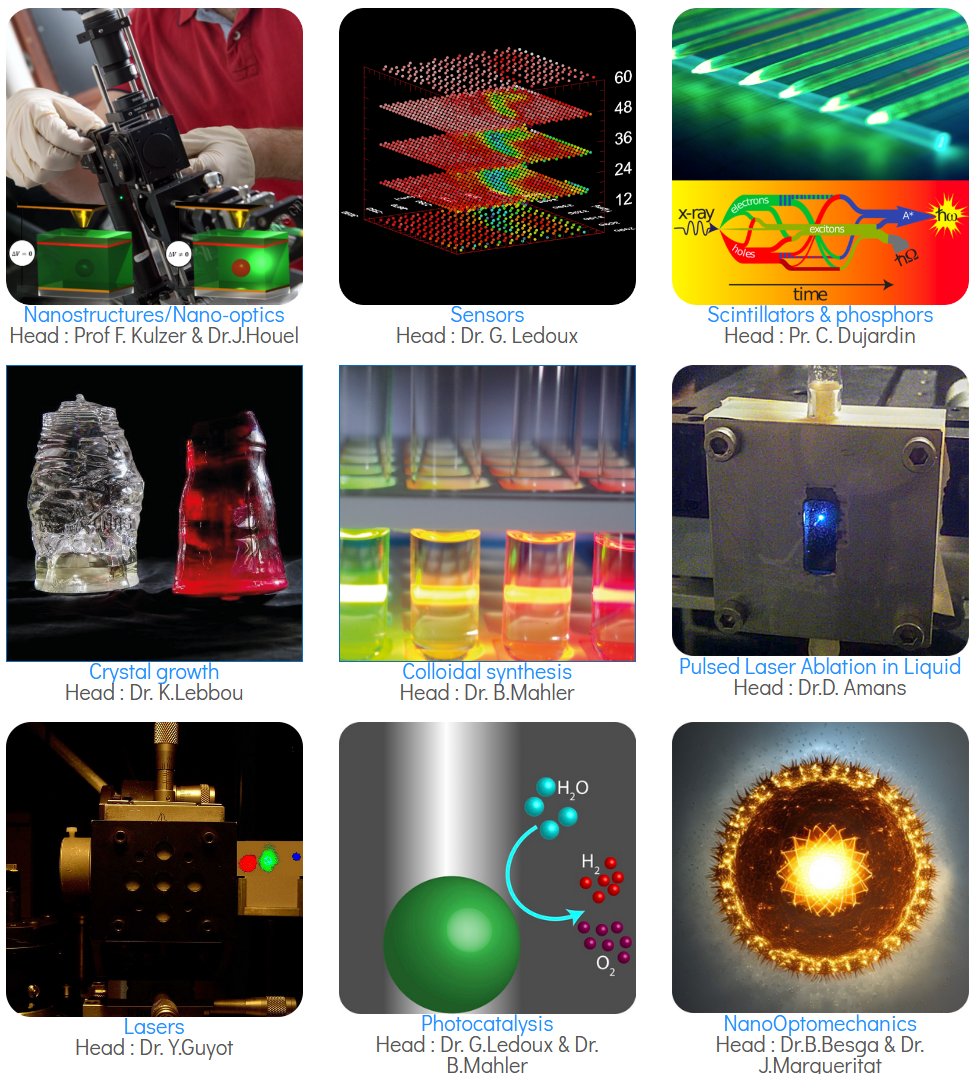 ΔV = 0
ΔV ≠ 0
Nanostructures/Nano-optics
Head : Prof F. Kulzer & Dr.J.Houel
60
48
36
24
12
Sensors
Head : Dr. G. Ledoux
x-ray
electrons
holes
excitons
A*
ħω
ħΩ
time
Scintillators & phosphors
Head : Pr. C. Dujardin
Crystal growth
Head : Dr. K.Lebbou
Colloidal synthesis
Head : Dr. B.Mahler
Pulsed Laser Ablation in Liquid
Head : Dr.D. Amans
Lasers
Head : Dr. Y.Guyot
H₂O
H₂
O₂
Photocatalysis
Head : Dr. G.Ledoux & Dr.
B.Mahler
NanoOptomechanics
Head : Dr.B.Besga & Dr.
J.Margueritat